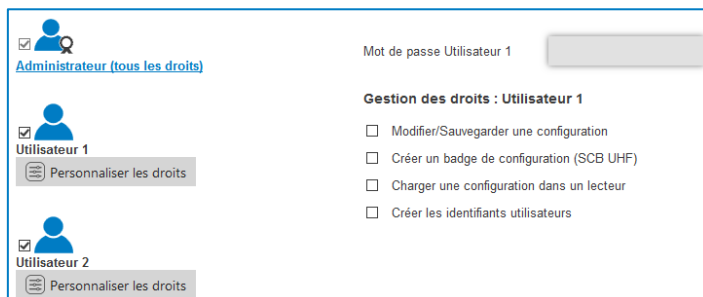 Administrateur (tous les droits)
Utilisateur 1
Personnaliser les droits
Utilisateur 2
Personnaliser les droits
Mot de passe Utilisateur 1
Gestion des droits : Utilisateur 1
Modifier/Sauvegarder une configuration
Créer un badge de configuration (SCB UHF)
Charger une configuration dans un lecteur
Créer les identifiants utilisateurs